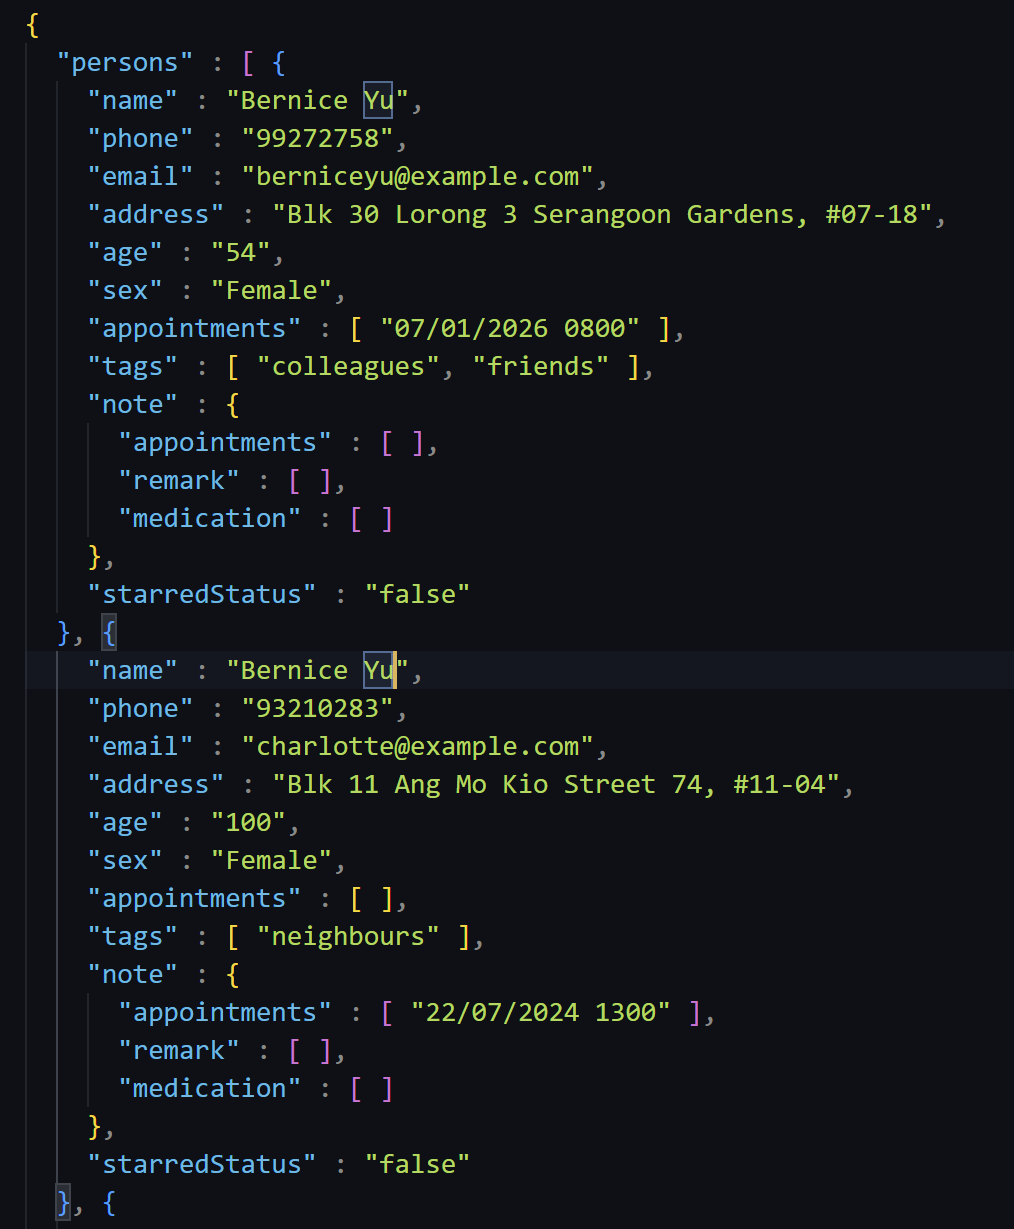 {
"persons" : [ {
"name" : "Bernice Yu",
"phone" : "99272758",
"email" : "berniceyu@example.com",
"address" : "Blk 30 Lorong 3 Serangoon Gardens, #07-18",
"age" : "54",
"sex" : "Female",
"appointments" : [ "07/01/2026 0800" ],
"tags" : [ "colleagues", "friends" ],
"note" : {
"appointments" : [ ],
"remark" : [ ],
"medication" : [ ]
},
"starredStatus" : "false"
}, {
"name" : "Bernice Yu",
"phone" : "93210283",
"email" : "charlotte@example.com",
"address" : "Blk 11 Ang Mo Kio Street 74, #11-04",
"age" : "100",
"sex" : "Female",
"appointments" : [ ],
"tags" : [ "neighbours" ],
"note" : {
"appointments" : [ "22/07/2024 1300" ],
"remark" : [ ],
"medication" : [ ]
},
"starredStatus" : "false"
}, {